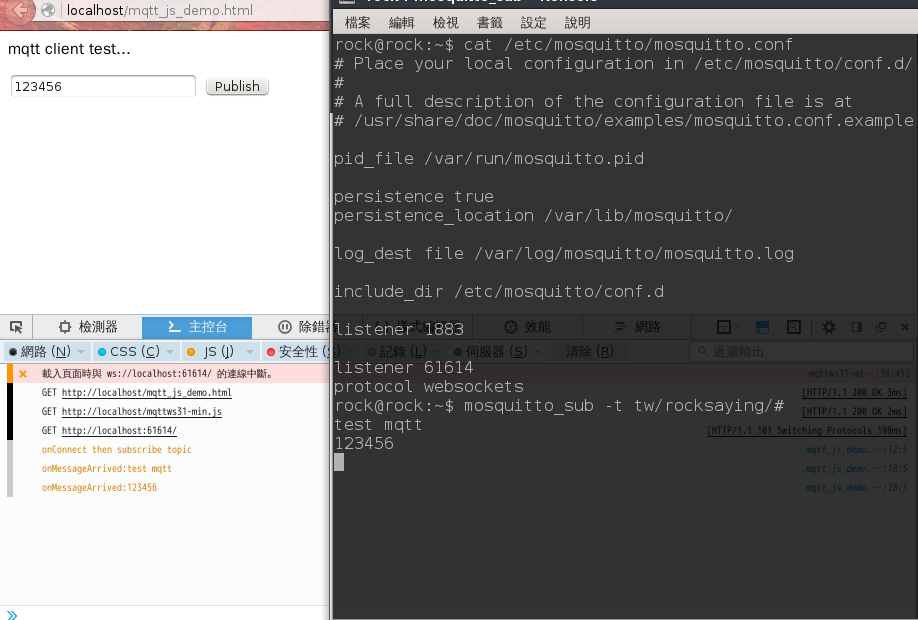 localhost/mqtt_js_demo.html
mqtt client test...
123456
Publish
檢測器
主控台
除錯
效能
網路
網路 (N)
CSS (C)
JS (J)
安全性 (S)
記錄 (L)
伺服器 (S)
清除 (R)
過濾輸出
載入頁面時與 ws://localhost:61614/ 的連線中斷。
mqttws31-mi…:36:452
GET http://localhost/mqtt_js_demo.html
[HTTP/1.1 200 OK 3ms]
GET http://localhost/mqttws31-min.js
[HTTP/1.1 200 OK 2ms]
GET http://localhost:61614/
[HTTP/1.1 101 Switching Protocols 198ms]
onConnect then subscribe topic
mqtt_js_demo.…:12:5
onMessageArrived:test mqtt
mqtt_js_demo.…:18:5
onMessageArrived:123456
mqtt_js_demo.…:18:5
檔案 編輯 檢視 書籤 設定 說明
rock@rock:~$ cat /etc/mosquitto/mosquitto.conf
# Place your local configuration in /etc/mosquitto/conf.d/
#
# A full description of the configuration file is at
# /usr/share/doc/mosquitto/examples/mosquitto.conf.example
pid_file /var/run/mosquitto.pid
persistence true
persistence_location /var/lib/mosquitto/
log_dest file /var/log/mosquitto/mosquitto.log
include_dir /etc/mosquitto/conf.d
listener 1883
listener 61614
protocol websockets
rock@rock:~$ mosquitto_sub -t tw/rocksaying/#
test mqtt
123456